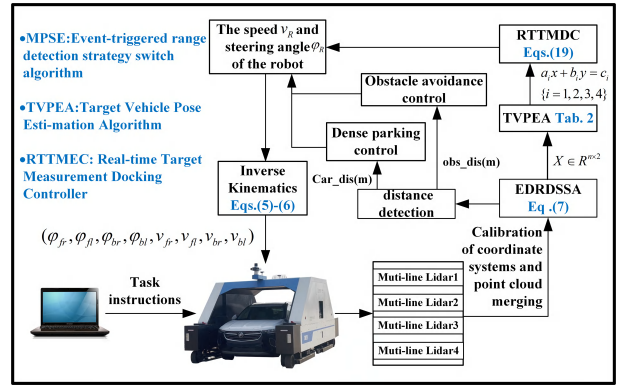 •MPSE:Event-triggered range
detection strategy switch
algorithm
•TVPEA:Target Vehicle Pose
Esti-mation Algorithm
•RTTMEC: Real-time Target
Measurement Docking
Controller
The speed v_R and
steering angle φ_R
of the robot
RTTMDC
Eqs.(19)
Obstacle avoidance
control
a_i x + b_i y = c_i
{i = 1, 2, 3, 4}
TVPEA Tab. 2
Dense parking
control
X ∈ R^{n×2}
Inverse
Kinematics
Eqs.(5)-(6)
Car_dis(m)
obs_dis(m)
distance
detection
EDRDSSA
Eq .(7)
(φ_fr, φ_fl, φ_br, φ_bl, v_fr, v_fl, v_br, v_bl)
Calibration
of coordinate
systems and
point cloud
merging
Task
instructions
Muti-line Lidar1
Muti-line Lidar2
Muti-line Lidar3
Muti-line Lidar4